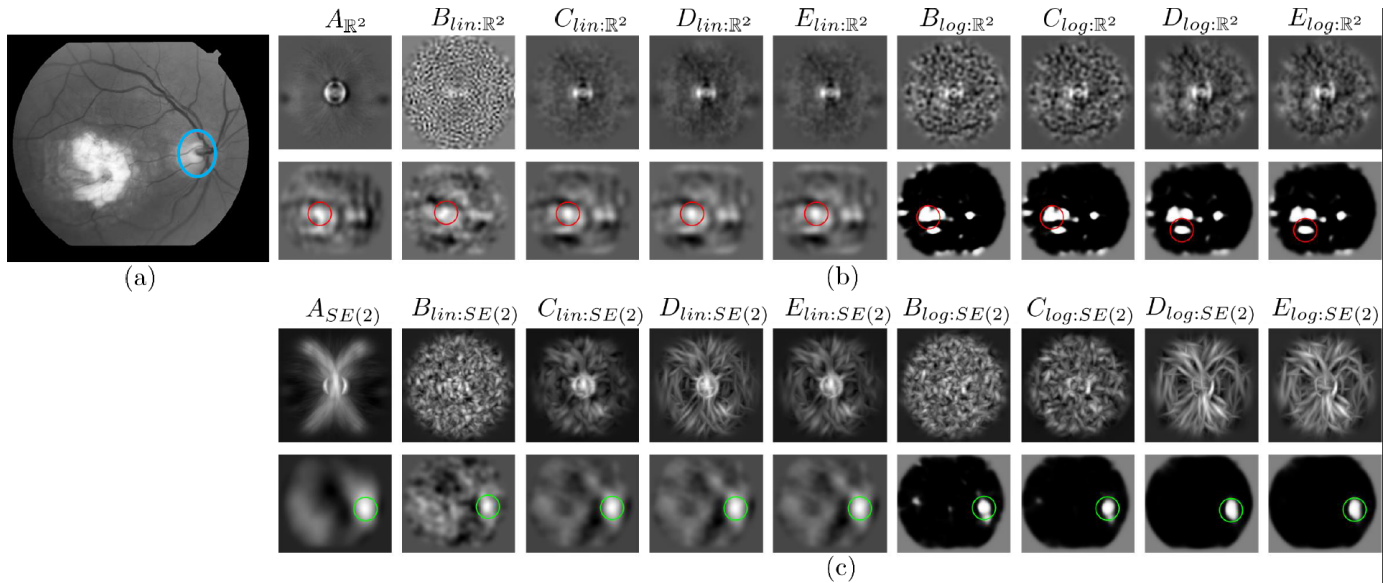 A_{ℝ²} B_{lin:ℝ²} C_{lin:ℝ²} D_{lin:ℝ²} E_{lin:ℝ²} B_{log:ℝ²} C_{log:ℝ²} D_{log:ℝ²} E_{log:ℝ²}
(a)
(b)
A_{SE(2)} B_{lin:SE(2)} C_{lin:SE(2)} D_{lin:SE(2)} E_{lin:SE(2)} B_{log:SE(2)} C_{log:SE(2)} D_{log:SE(2)} E_{log:SE(2)}
(c)